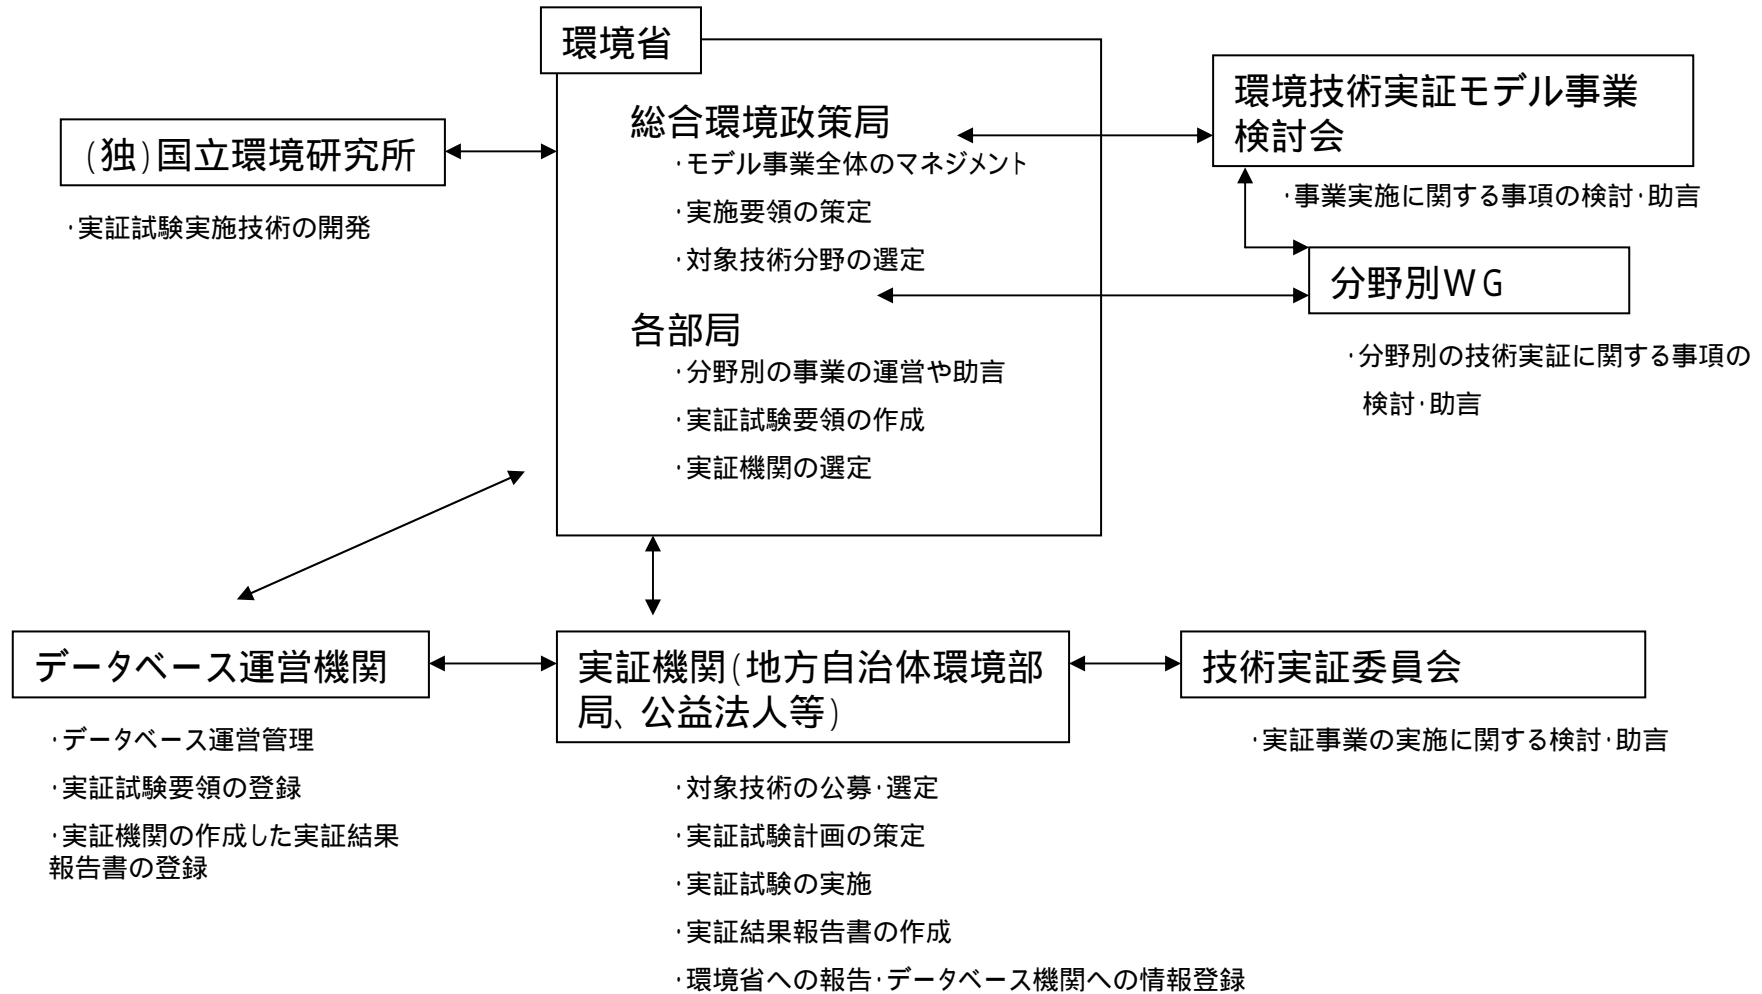 環境省
総合環境政策局
・モデル事業全体のマネジメント
・実施要領の策定
・対象技術分野の選定
各部局
・分野別の事業の運営や助言
・実証試験要領の作成
・実証機関の選定
(独)国立環境研究所
・実証試験実施技術の開発
環境技術実証モデル事業
検討会
・事業実施に関する事項の検討・助言
分野別WG
・分野別の技術実証に関する事項の
検討・助言
データベース運営機関
・データベース運営管理
・実証試験要領の登録
・実証機関の作成した実証結果
報告書の登録
実証機関(地方自治体環境部
局、公益法人等)
・対象技術の公募・選定
・実証試験計画の策定
・実証試験の実施
・実証結果報告書の作成
・環境省への報告・データベース機関への情報登録
技術実証委員会
・実証事業の実施に関する検討・助言